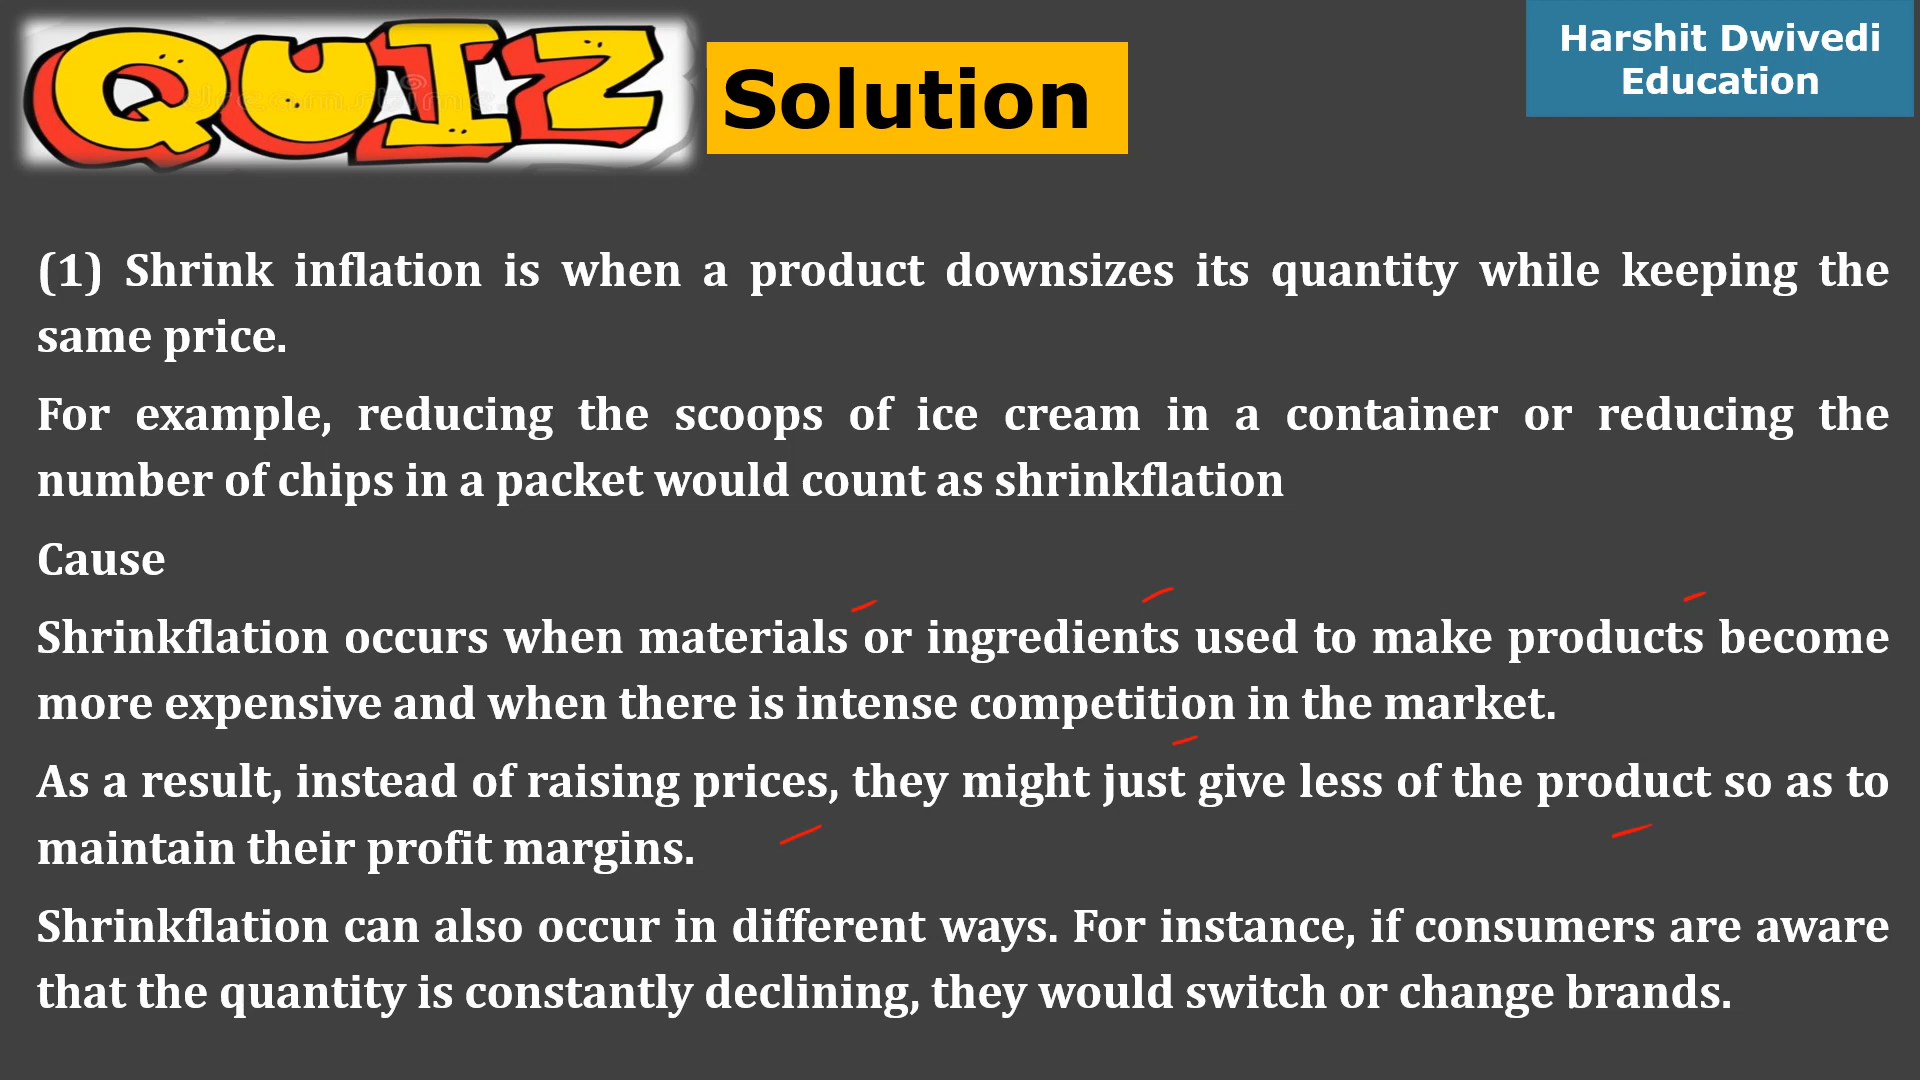 QUIZ
Solution
Harshit Dwivedi
Education
(1) Shrink inflation is when a product downsizes its quantity while keeping the
same price.
For example, reducing the scoops of ice cream in a container or reducing the
number of chips in a packet would count as shrinkflation
Cause
Shrinkflation occurs when materials or ingredients used to make products become
more expensive and when there is intense competition in the market.
As a result, instead of raising prices, they might just give less of the product so as to
maintain their profit margins.
Shrinkflation can also occur in different ways. For instance, if consumers are aware
that the quantity is constantly declining, they would switch or change brands.